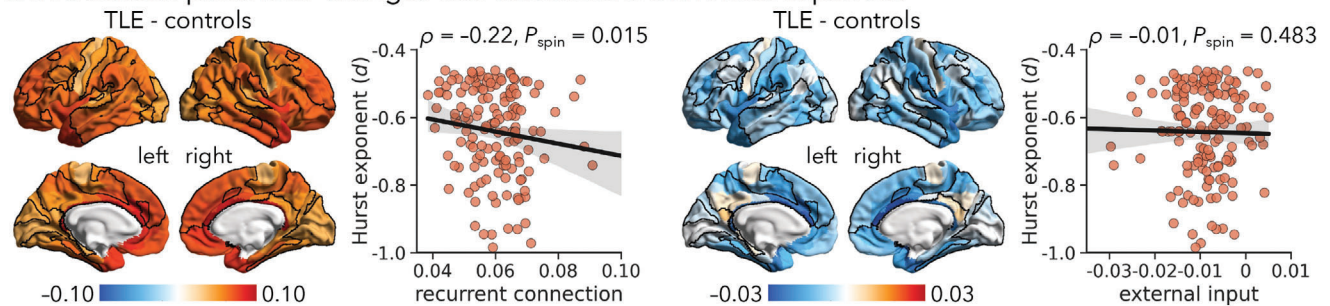 TLE - controls
left right
-0.10 0.10
ρ = -0.22, Pspin = 0.015
Hurst exponent (d)
-0.4
-0.6
-0.8
-1.0
0.04 0.06 0.08 0.10
recurrent connection
TLE - controls
left right
-0.03 0.03
ρ = -0.01, Pspin = 0.483
Hurst exponent (d)
-0.4
-0.6
-0.8
-1.0
-0.03 -0.02 -0.01 0 0.01
external input